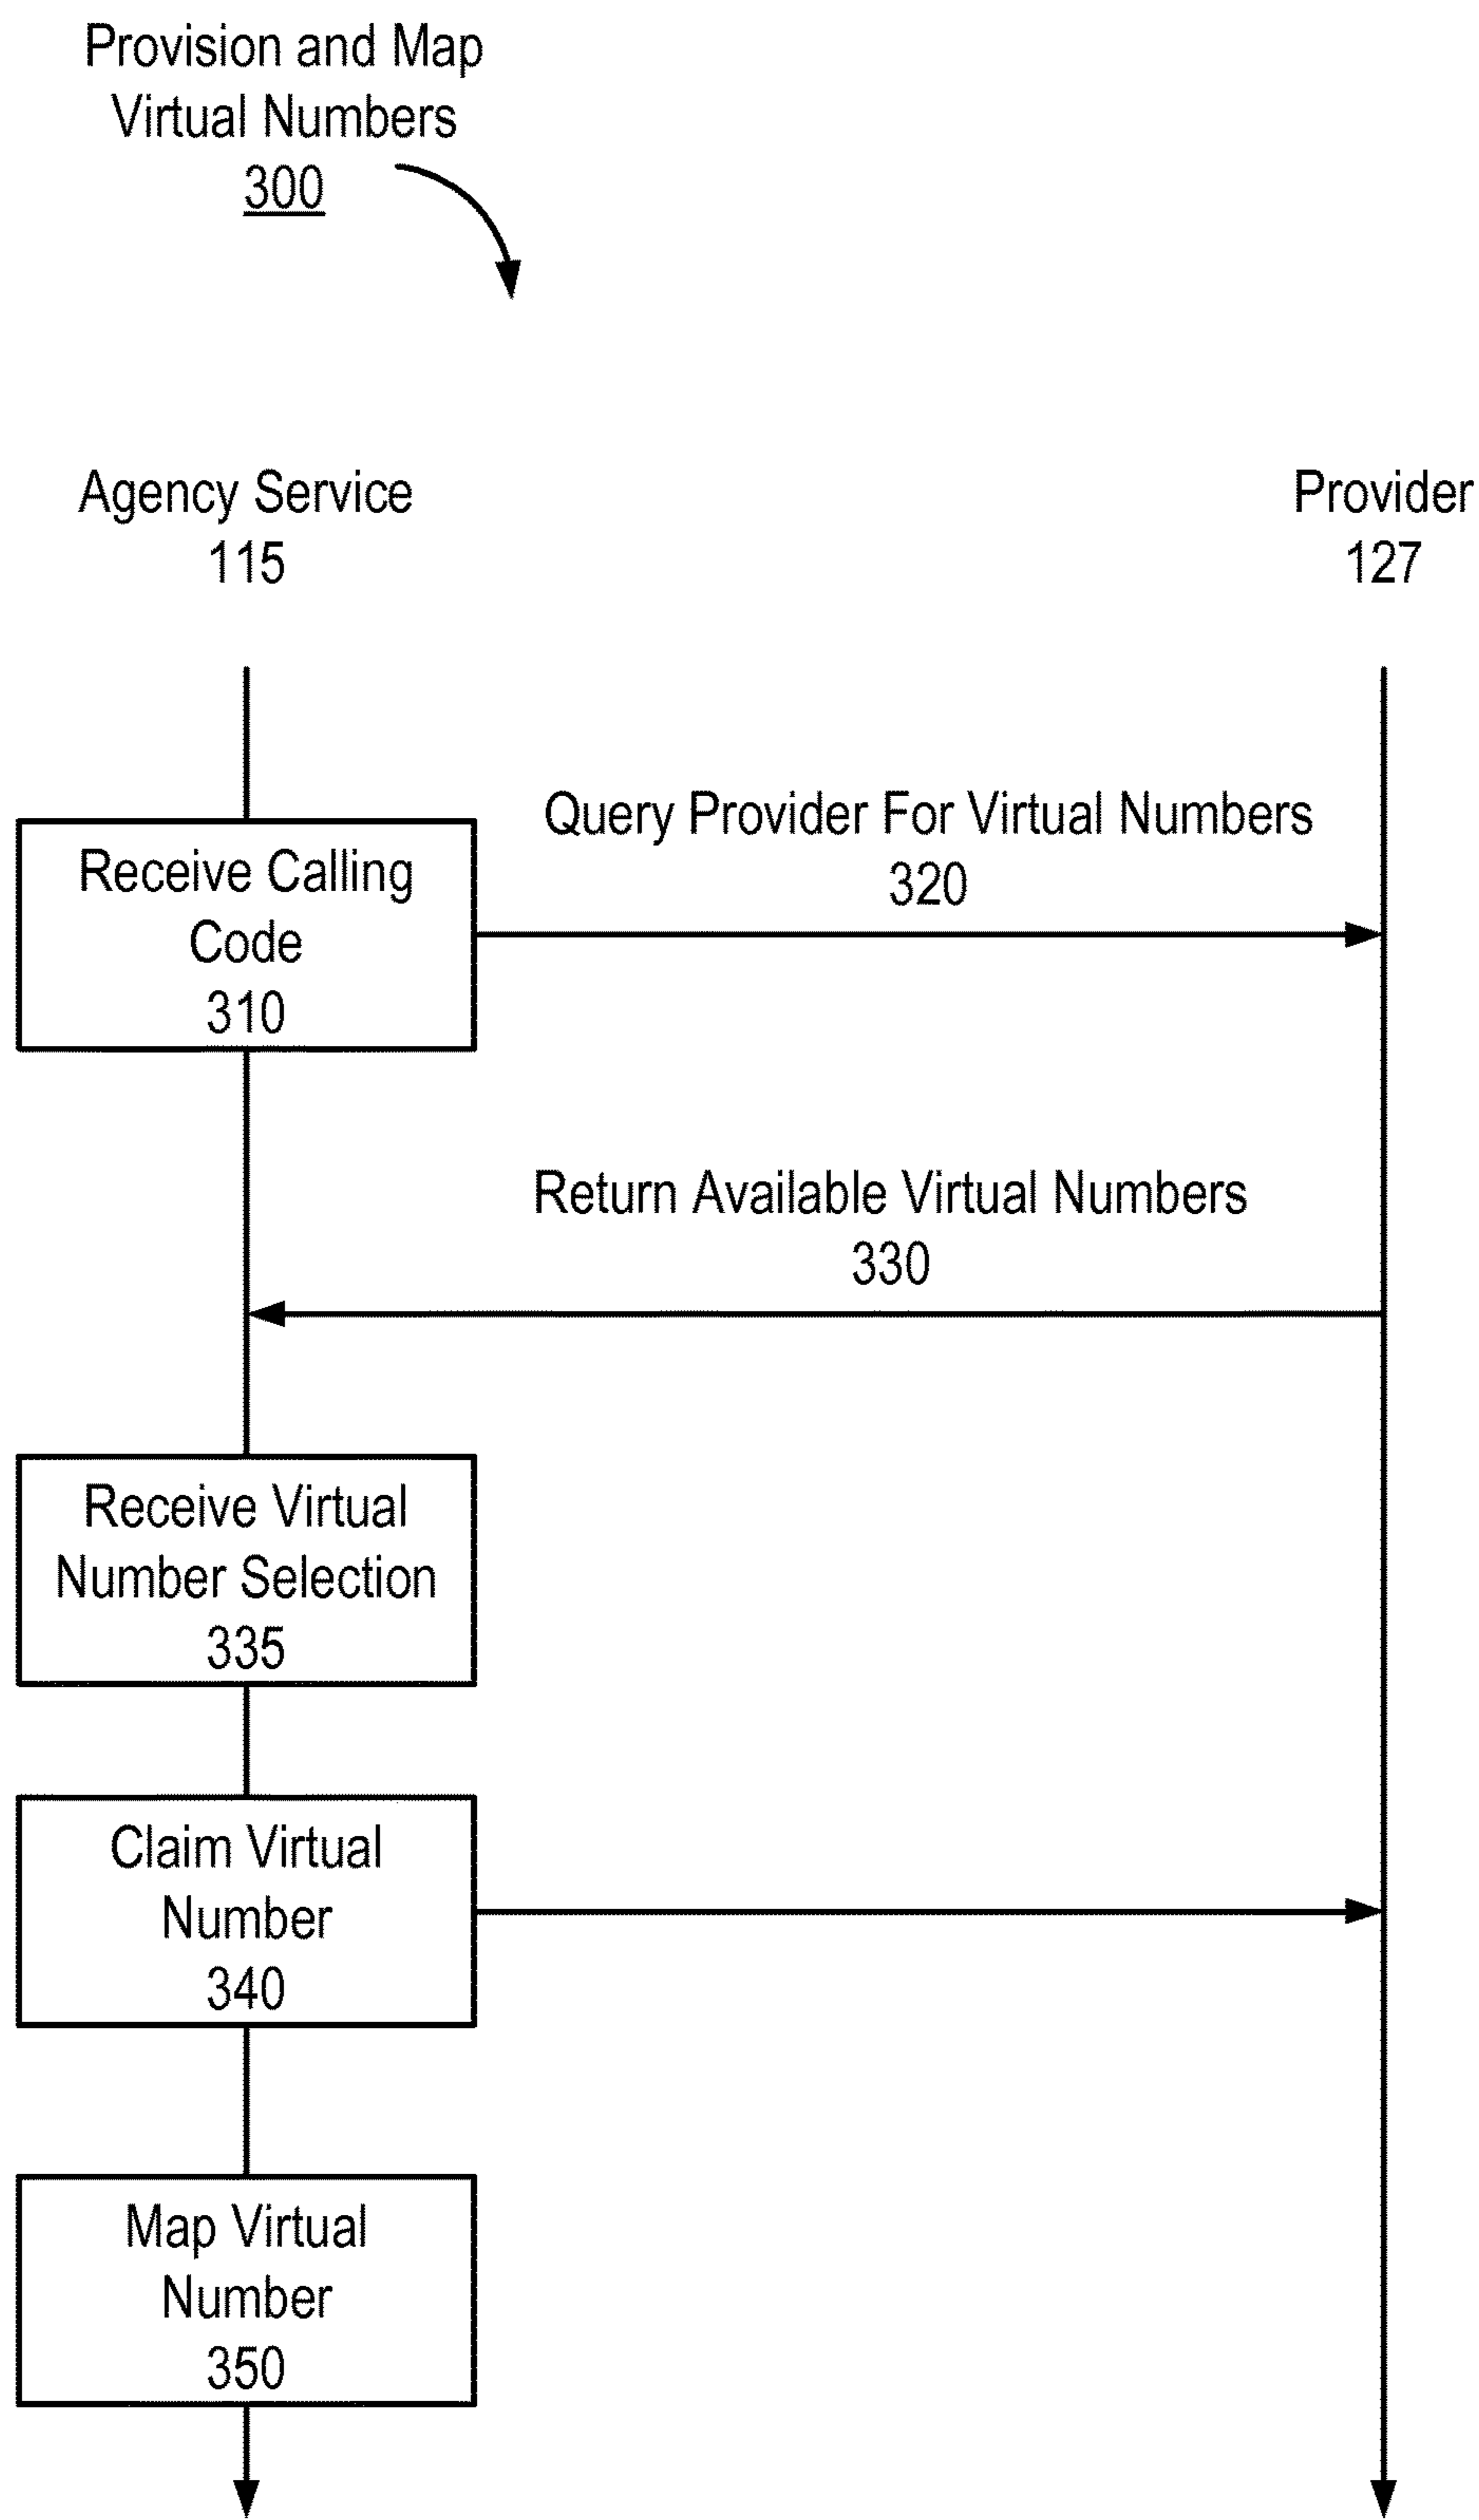 Provision and Map
Virtual Numbers
300
Agency Service
115
Provider
127
Query Provider For Virtual Numbers
320
Receive Calling
Code
310
Return Available Virtual Numbers
330
Receive Virtual
Number Selection
335
Claim Virtual
Number
340
Map Virtual
Number
350